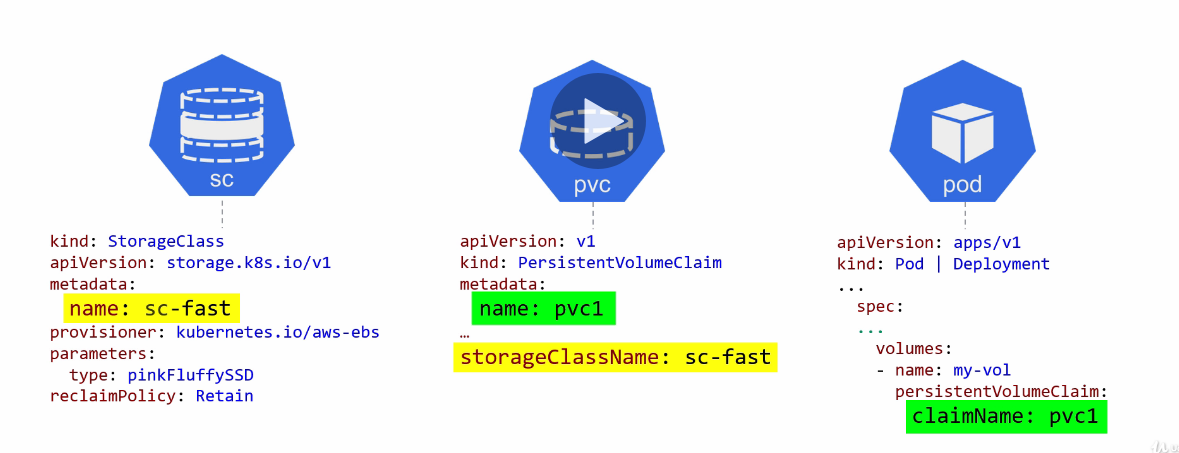 sc
kind: StorageClass
apiVersion: storage.k8s.io/v1
metadata:
name: sc-fast
provisioner: kubernetes.io/aws-ebs
parameters:
type: pinkFluffySSD
reclaimPolicy: Retain
pvc
apiVersion: v1
kind: PersistentVolumeClaim
metadata:
name: pvc1
…
storageClassName: sc-fast
pod
apiVersion: apps/v1
kind: Pod | Deployment
...
spec:
...
volumes:
- name: my-vol
persistentVolumeClaim:
claimName: pvc1